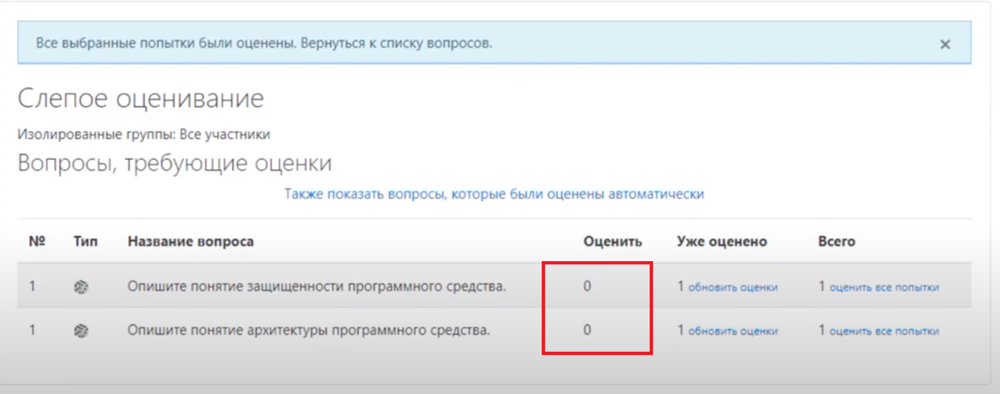 Все выбранные попытки были оценены. Вернуться к списку вопросов. ×
Слепое оценивание
Изолированные группы: Все участники
Вопросы, требующие оценки
Также показать вопросы, которые были оценены автоматически
№ Тип Название вопроса Оценить Уже оценено Всего
1 Опишите понятие защищенности программного средства. 0 1 обновить оценки 1 оценить все попытки
1 Опишите понятие архитектуры программного средства. 0 1 обновить оценки 1 оценить все попытки